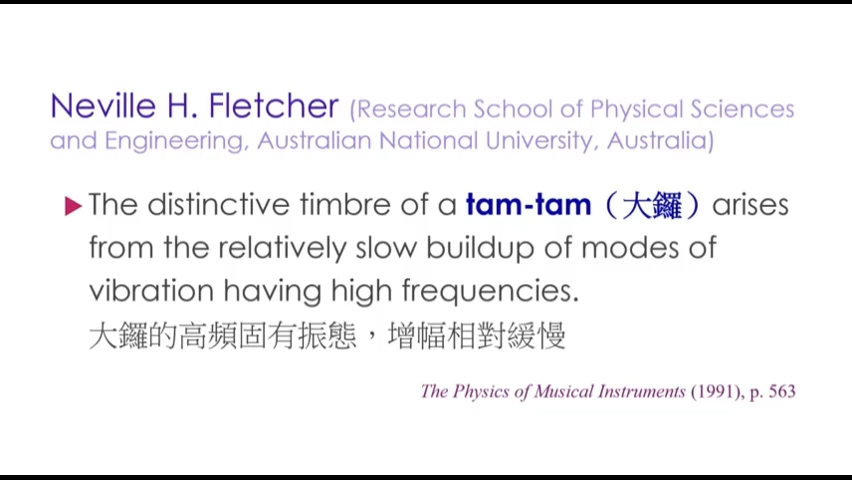 Neville H. Fletcher (Research School of Physical Sciences
and Engineering, Australian National University, Australia)
The distinctive timbre of a tam-tam（大鑼）arises
from the relatively slow buildup of modes of
vibration having high frequencies.
大鑼的高頻固有振態，增幅相對緩慢
The Physics of Musical Instruments (1991), p. 563